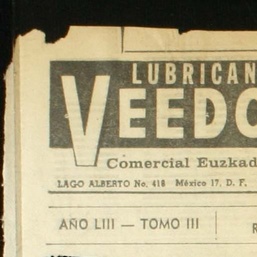 LUBRICAN
VEEDO
Comercial Euzkad
LAGO ALBERTO No. 418 México 17, D. F.
AÑO LIII — TOMO III